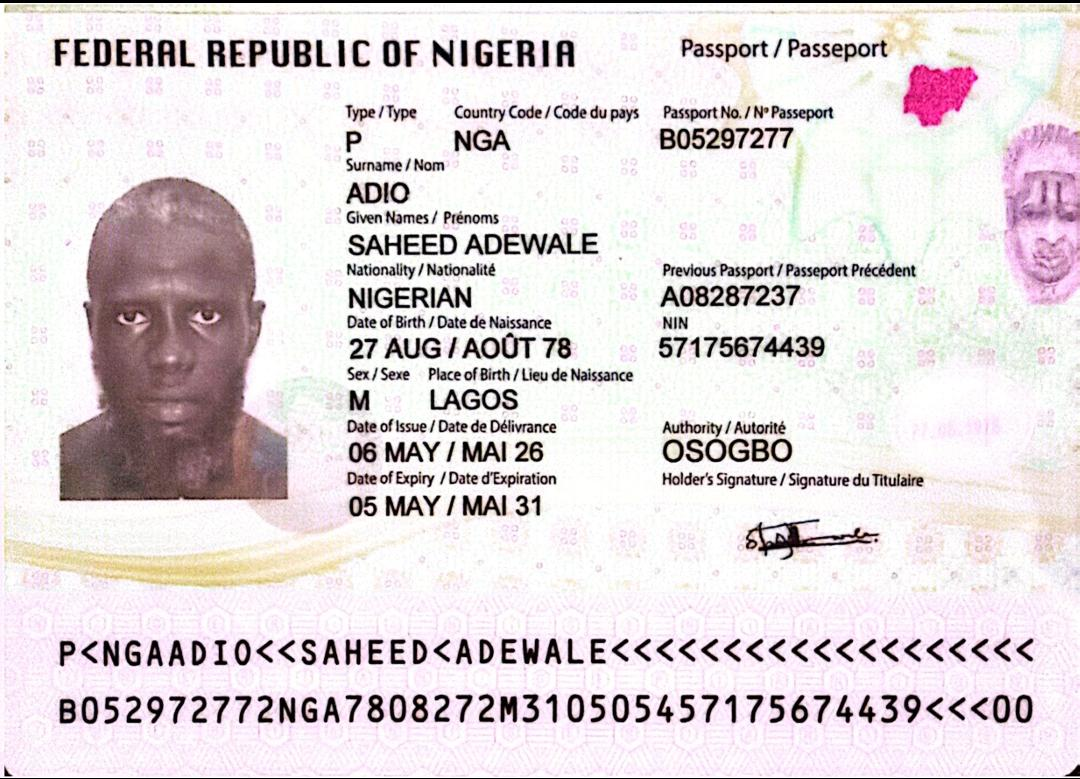 FEDERAL REPUBLIC OF NIGERIA
Passport / Passeport
Type / Type Country Code / Code du pays Passport No. / Nº Passeport
P NGA B05297277
Surname / Nom
ADIO
Given Names / Prénoms
SAHEED ADEWALE
Nationality / Nationalité Previous Passport / Passeport Précédent
NIGERIAN A08287237
Date of Birth / Date de Naissance NIN
27 AUG / AOÛT 78 57175674439
Sex / Sexe Place of Birth / Lieu de Naissance
M LAGOS
Date of Issue / Date de Délivrance Authority / Autorité
06 MAY / MAI 26 OSOGBO
Date of Expiry / Date d'Expiration Holder's Signature / Signature du Titulaire
05 MAY / MAI 31
P<NGAADIO<<SAHEED<ADEWALE<<<<<<<<<<<<<<<<<<<
B052972772NGA7808272M310505457175674439<<<00